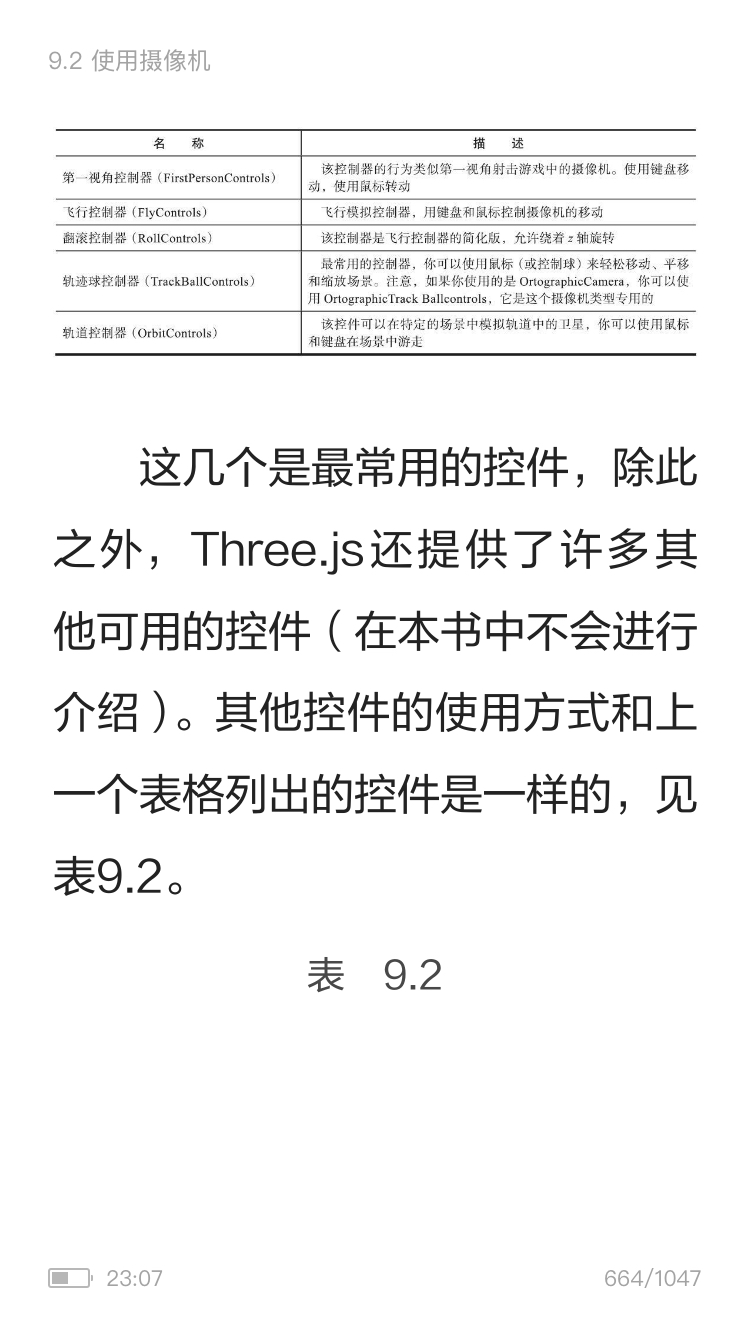 9.2 使用摄像机
名 称 描 述
第一视角控制器（FirstPersonControls） 该控制器的行为类似第一视角射击游戏中的摄像机。使用键盘移
动，使用鼠标转动
飞行控制器（FlyControls） 飞行模拟控制器，用键盘和鼠标控制摄像机的移动
翻滚控制器（RollControls） 该控制器是飞行控制器的简化版，允许绕着 z 轴旋转
最常用的控制器，你可以使用鼠标（或控制球）来轻松移动、平移
轨迹球控制器（TrackBallControls） 和缩放场景。注意，如果你使用的是 OrtographicCamera，你可以使
用 OrtographicTrack Ballcontrols，它是这个摄像机类型专用的
轨道控制器（OrbitControls） 该控件可以在特定的场景中模拟轨道中的卫星，你可以使用鼠标
和键盘在场景中游走
这几个是最常用的控件，除此
之外，Three.js还提供了许多其
他可用的控件（在本书中不会进行
介绍）。其他控件的使用方式和上
一个表格列出的控件是一样的，见
表9.2。
表 9.2
23:07 664/1047